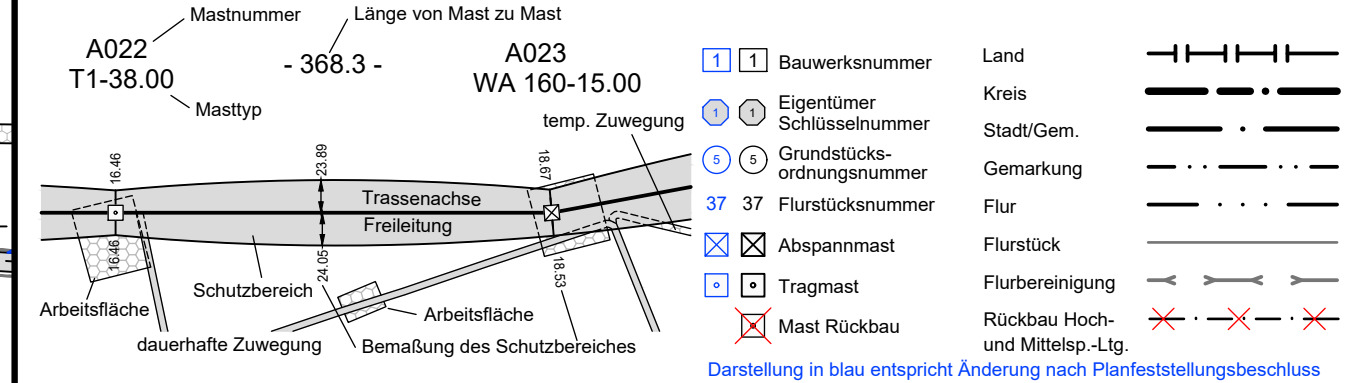 Mastnummer
Länge von Mast zu Mast
A022
T1-38.00
- 368.3 -
A023
WA 160-15.00
Masttyp
temp. Zuwegung
16.46
23.89
18.67
Trassenachse
Freileitung
16.46
24.05
18.53
Schutzbereich
Arbeitsfläche
Arbeitsfläche
dauerhafte Zuwegung
Bemaßung des Schutzbereiches
1 1 Bauwerksnummer
1 1 Eigentümer
Schlüsselnummer
5 5 Grundstücks-
ordnungsnummer
37 37 Flurstücksnummer
Abspannmast
Tragmast
Mast Rückbau
Land
Kreis
Stadt/Gem.
Gemarkung
Flur
Flurstück
Flurbereinigung
Rückbau Hoch-
und Mittelsp.-Ltg.
Darstellung in blau entspricht Änderung nach Planfeststellungsbeschluss